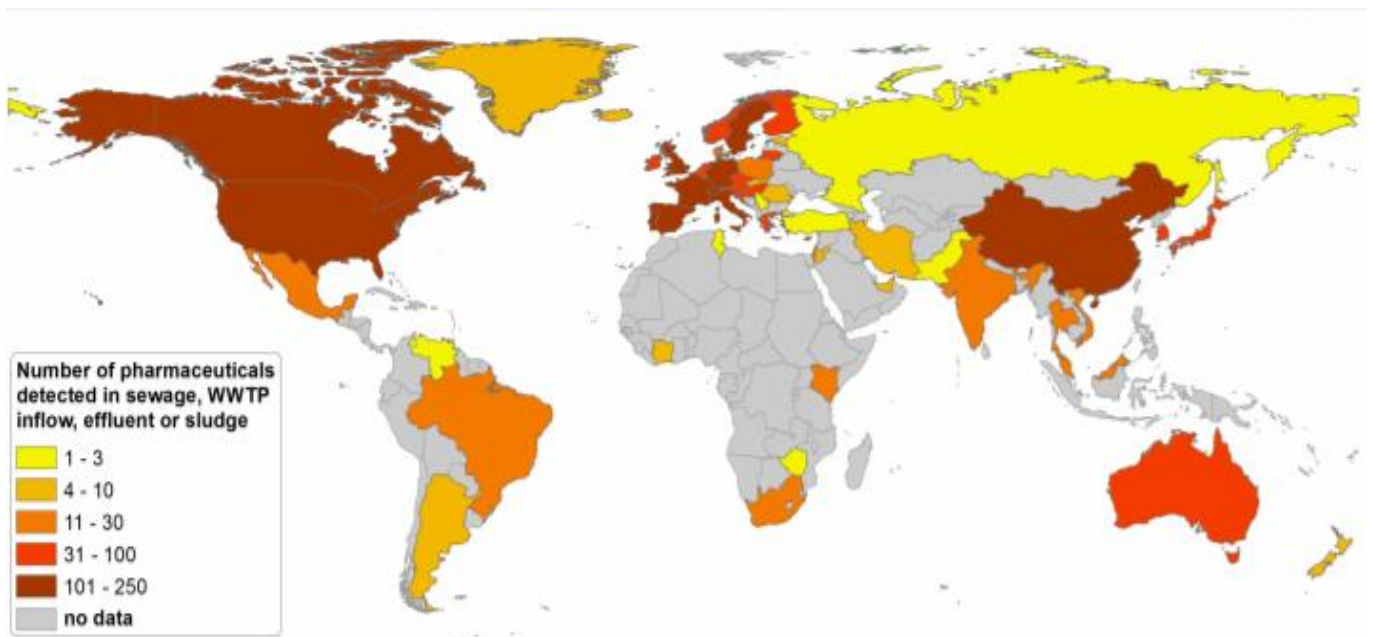 Number of pharmaceuticals
detected in sewage, WWTP
inflow, effluent or sludge
1 - 3
4 - 10
11 - 30
31 - 100
101 - 250
no data